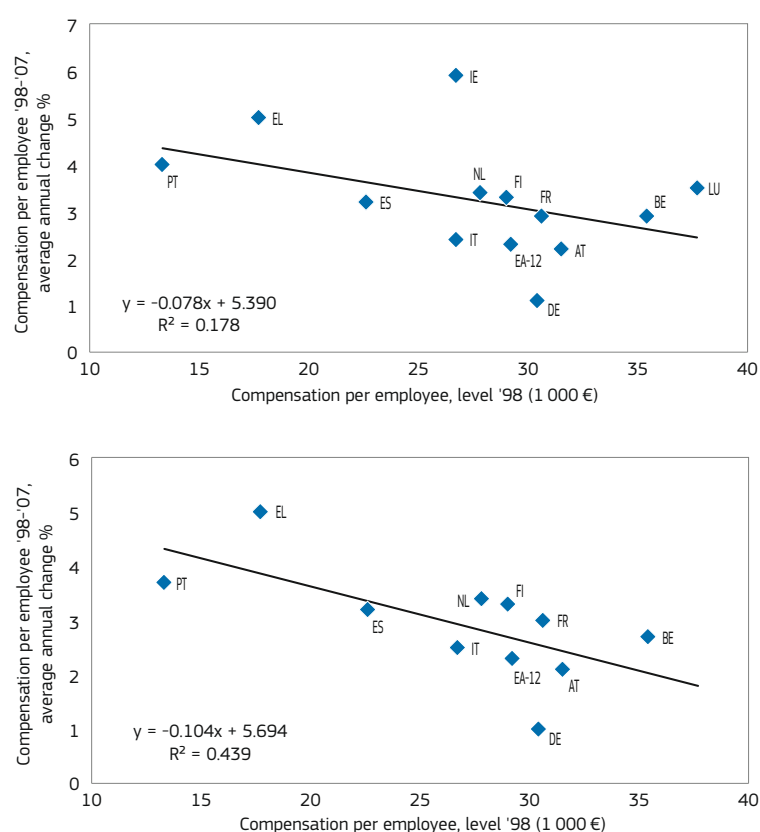 Compensation per employee '98-'07,
average annual change %
7
6
5
4
3
2
1
0
IE
EL
PT
ES
NL
FI
FR
BE
LU
IT
EA-12
AT
DE
y = -0.078x + 5.390
R² = 0.178
10 15 20 25 30 35 40
Compensation per employee, level '98 (1 000 €)
Compensation per employee '98-'07,
average annual change %
6
5
4
3
2
1
0
EL
PT
ES
NL
FI
FR
BE
IT
EA-12
AT
DE
y = -0.104x + 5.694
R² = 0.439
10 15 20 25 30 35 40
Compensation per employee, level '98 (1 000 €)